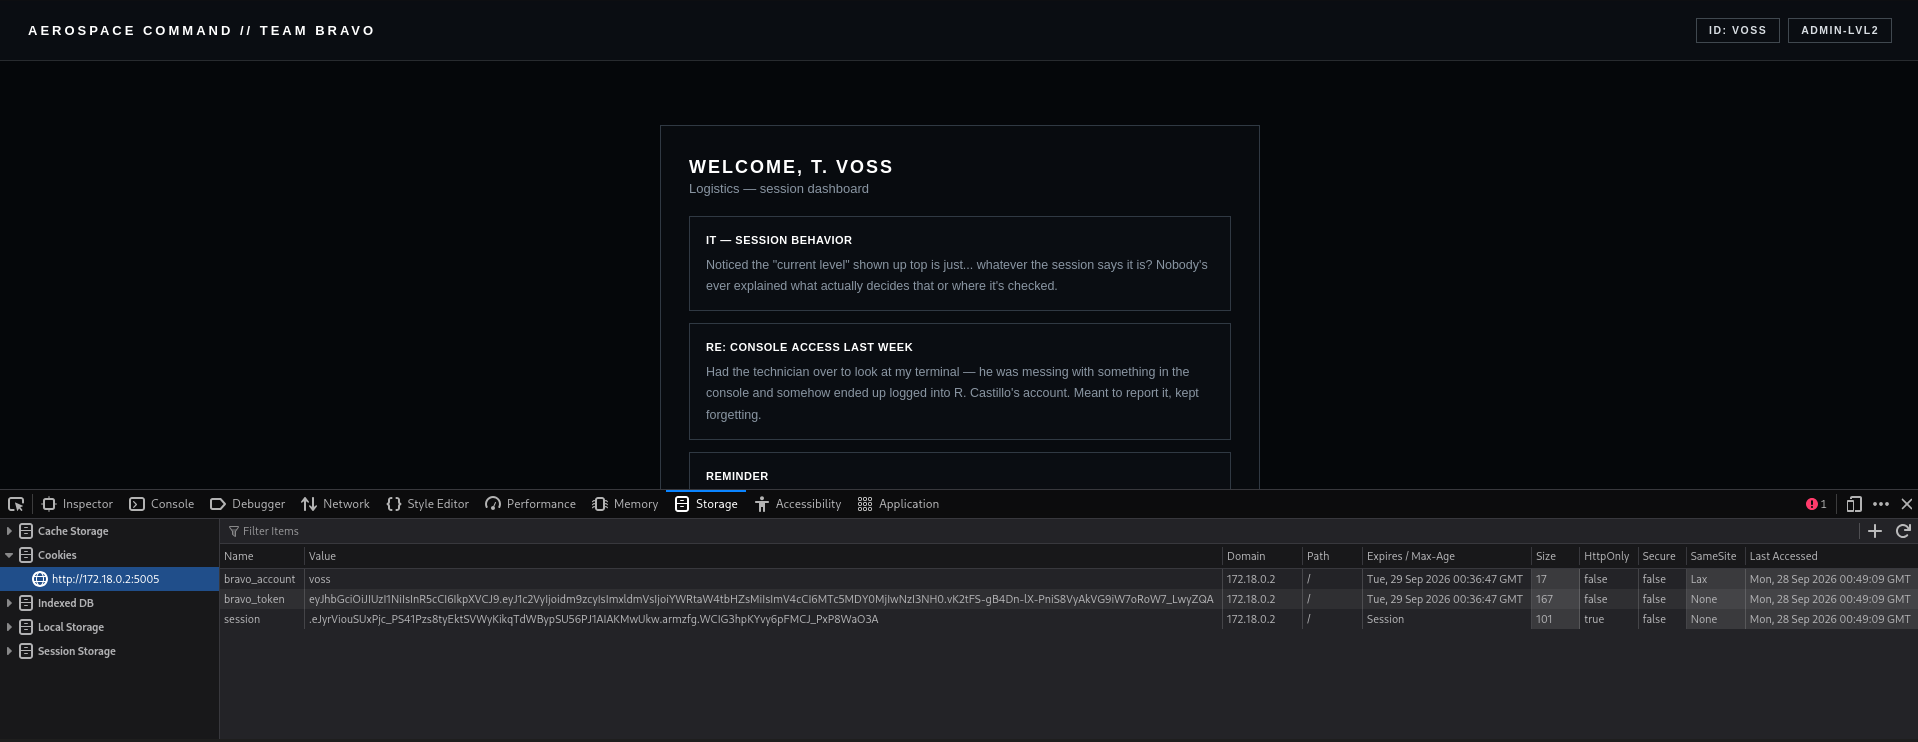 AEROSPACE COMMAND // TEAM BRAVO
ID: VOSS
ADMIN-LVL2
WELCOME, T. VOSS
Logistics — session dashboard
IT — SESSION BEHAVIOR
Noticed the "current level" shown up top is just... whatever the session says it is? Nobody's
ever explained what actually decides that or where it's checked.
RE: CONSOLE ACCESS LAST WEEK
Had the technician over to look at my terminal — he was messing with something in the
console and somehow ended up logged into R. Castillo's account. Meant to report it, kept
forgetting.
REMINDER
Inspector Console Debugger Network Style Editor Performance Memory Storage Accessibility Application 1
Cache Storage
Cookies
http://172.18.0.2:5005
Indexed DB
Local Storage
Session Storage
Filter Items
Name Value Domain Path Expires / Max-Age Size HttpOnly Secure SameSite Last Accessed
bravo_account voss 172.18.0.2 / Tue, 29 Sep 2026 00:36:47 GMT 17 false false Lax Mon, 28 Sep 2026 00:49:09 GMT
bravo_token 172.18.0.2 / Tue, 29 Sep 2026 00:36:47 GMT 167 false false None Mon, 28 Sep 2026 00:49:09 GMT
session 172.18.0.2 / Session 101 true false None Mon, 28 Sep 2026 00:49:09 GMT